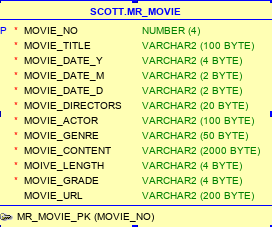 SCOTT.MR_MOVIE
P * MOVIE_NO NUMBER (4)
* MOVIE_TITLE VARCHAR2 (100 BYTE)
* MOVIE_DATE_Y VARCHAR2 (4 BYTE)
* MOVIE_DATE_M VARCHAR2 (2 BYTE)
* MOVIE_DATE_D VARCHAR2 (2 BYTE)
* MOVIE_DIRECTORS VARCHAR2 (20 BYTE)
* MOVIE_ACTOR VARCHAR2 (100 BYTE)
* MOVIE_GENRE VARCHAR2 (50 BYTE)
* MOVIE_CONTENT VARCHAR2 (2000 BYTE)
* MOIVE_LENGTH VARCHAR2 (4 BYTE)
* MOVIE_GRADE VARCHAR2 (4 BYTE)
MOVIE_URL VARCHAR2 (200 BYTE)
MR_MOVIE_PK (MOVIE_NO)